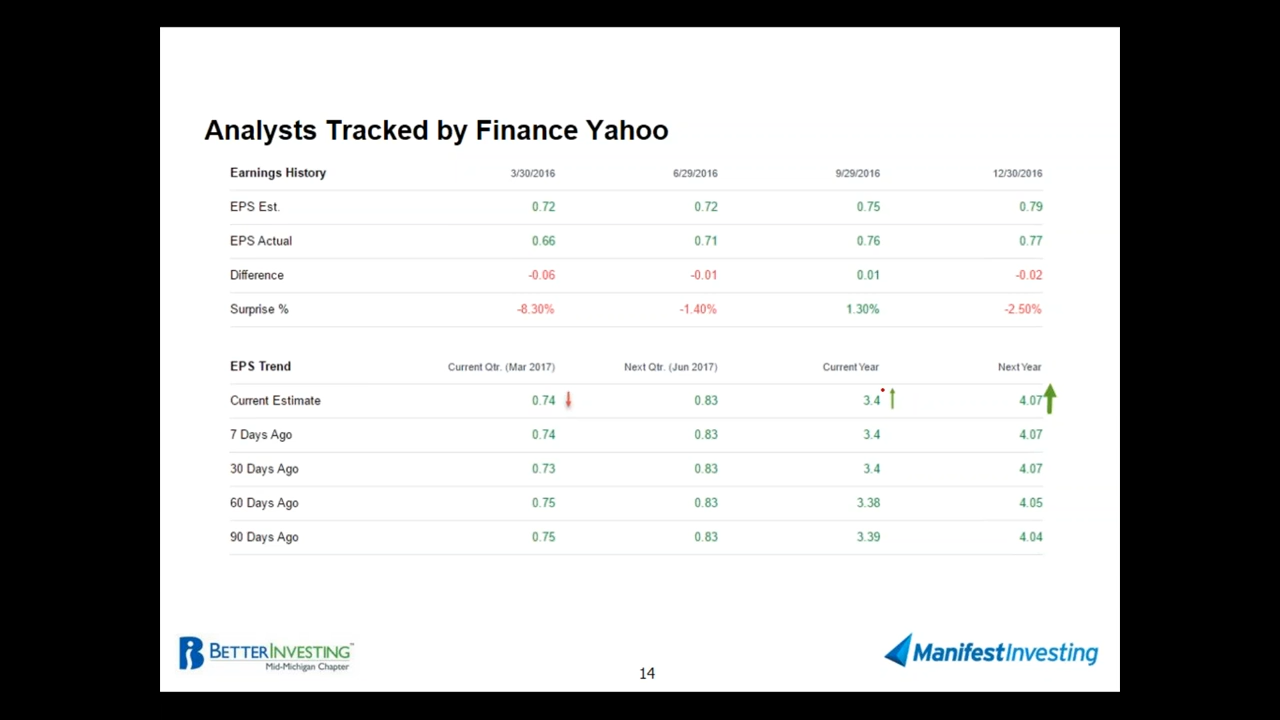 Analysts Tracked by Finance Yahoo
Earnings History 3/30/2016 6/29/2016 9/29/2016 12/30/2016
EPS Est. 0.72 0.72 0.75 0.79
EPS Actual 0.66 0.71 0.76 0.77
Difference -0.06 -0.01 0.01 -0.02
Surprise % -8.30% -1.40% 1.30% -2.50%
EPS Trend Current Qtr. (Mar 2017) Next Qtr. (Jun 2017) Current Year Next Year
Current Estimate 0.74 0.83 3.4 4.07
7 Days Ago 0.74 0.83 3.4 4.07
30 Days Ago 0.73 0.83 3.4 4.07
60 Days Ago 0.75 0.83 3.38 4.05
90 Days Ago 0.75 0.83 3.39 4.04
BETTERINVESTING™
Mid-Michigan Chapter
14
ManifestInvesting